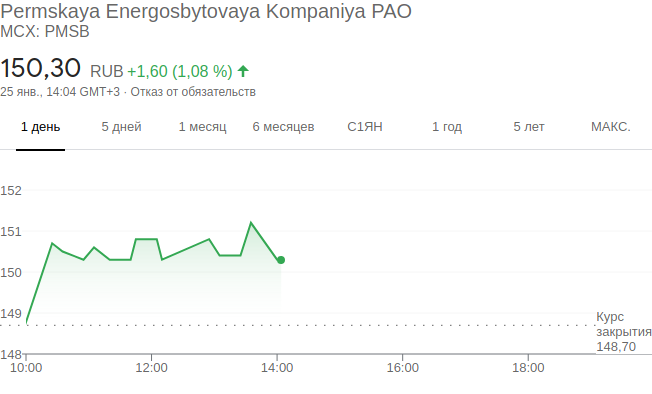 Permskaya Energosbytovaya Kompaniya PAO
MCX: PMSB
150,30 RUB +1,60 (1,08 %)
25 янв., 14:04 GMT+3 · Отказ от обязательств
1 день 5 дней 1 месяц 6 месяцев С1ЯН 1 год 5 лет МАКС.
152
151
150
149
Курс
закрытия
148,70
148
10:00 12:00 14:00 16:00 18:00